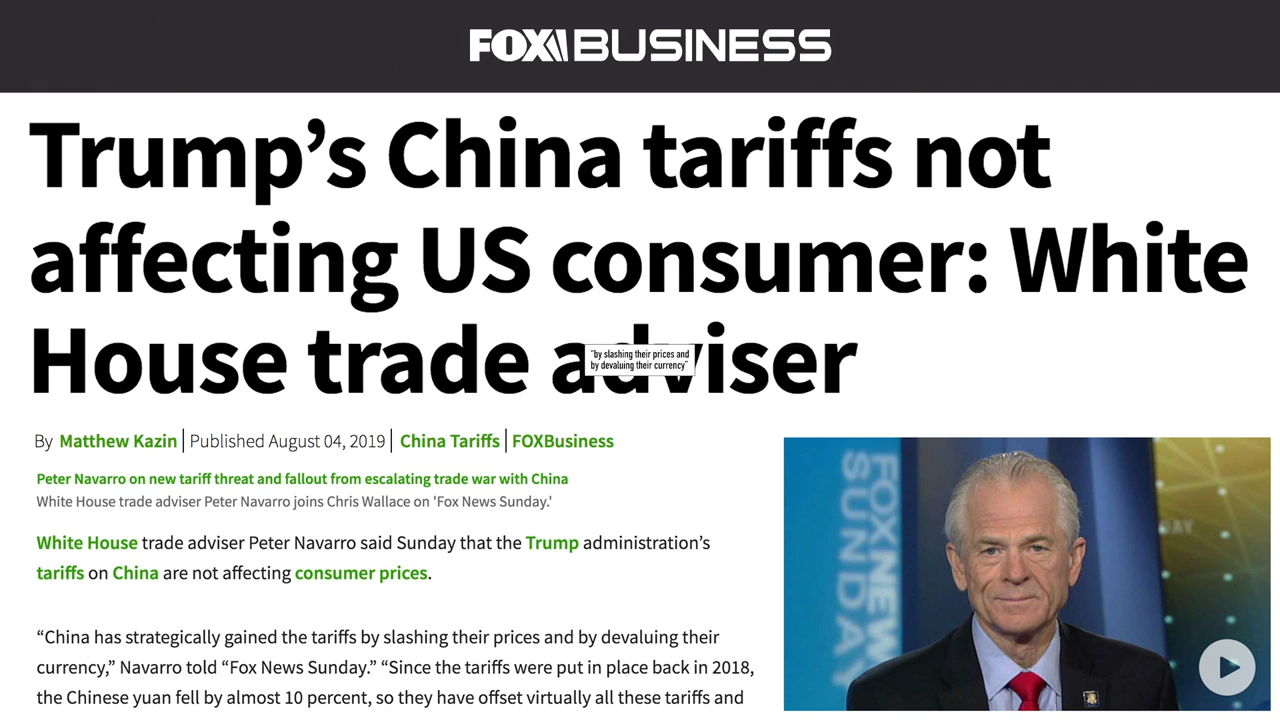 FOX BUSINESS
Trump’s China tariffs not
affecting US consumer: White
House trade adviser
“by slashing their prices and
by devaluing their currency”
By Matthew Kazin | Published August 04, 2019 | China Tariffs | FOXBusiness
Peter Navarro on new tariff threat and fallout from escalating trade war with China
White House trade adviser Peter Navarro joins Chris Wallace on 'Fox News Sunday.'
White House trade adviser Peter Navarro said Sunday that the Trump administration’s
tariffs on China are not affecting consumer prices.
“China has strategically gained the tariffs by slashing their prices and by devaluing their
currency,” Navarro told “Fox News Sunday.” “Since the tariffs were put in place back in 2018,
the Chinese yuan fell by almost 10 percent, so they have offset virtually all these tariffs and
FOX NEWS
SUNDAY